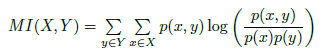 MI(X,Y) = ∑_{y∈Y} ∑_{x∈X} p(x,y) log ( p(x,y) / p(x)p(y) )